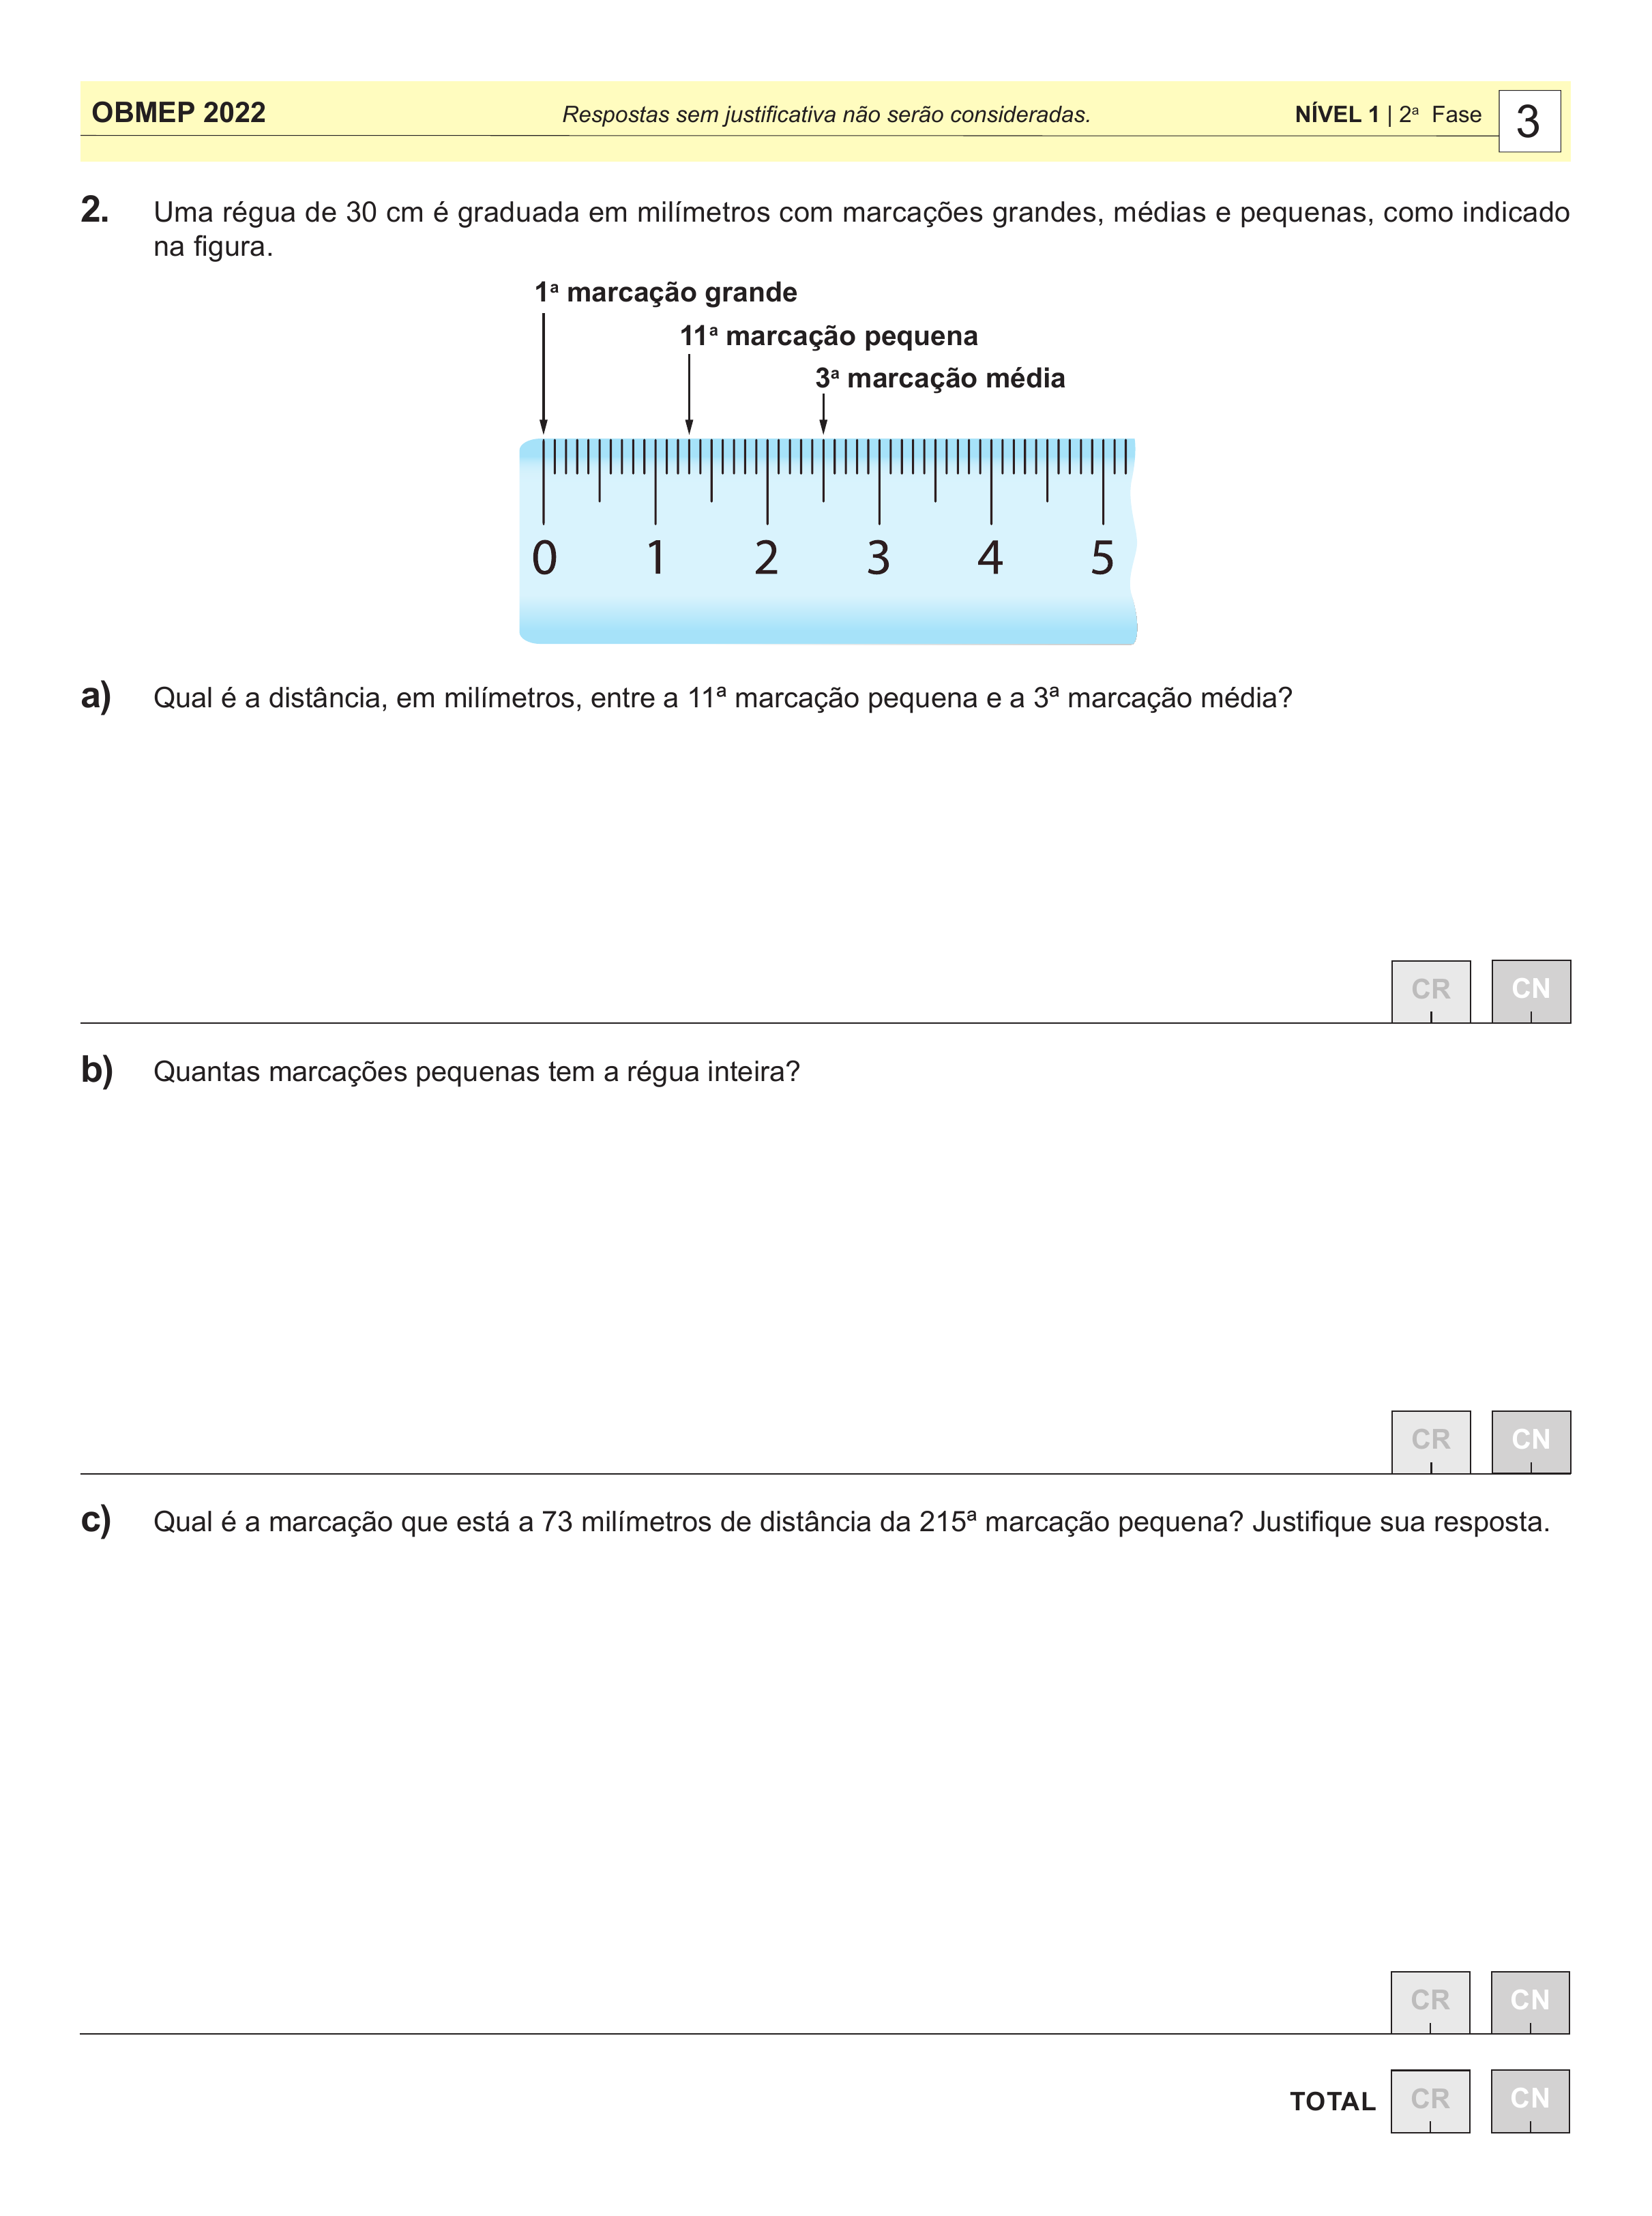 OBMEP 2022
Respostas sem justificativa não serão consideradas.
NÍVEL 1 | 2ª Fase
3
2. Uma régua de 30 cm é graduada em milímetros com marcações grandes, médias e pequenas, como indicado
na figura.
1ª marcação grande
11ª marcação pequena
3ª marcação média
0 1 2 3 4 5
a) Qual é a distância, em milímetros, entre a 11ª marcação pequena e a 3ª marcação média?
CR CN
b) Quantas marcações pequenas tem a régua inteira?
CR CN
c) Qual é a marcação que está a 73 milímetros de distância da 215ª marcação pequena? Justifique sua resposta.
CR CN
TOTAL CR CN